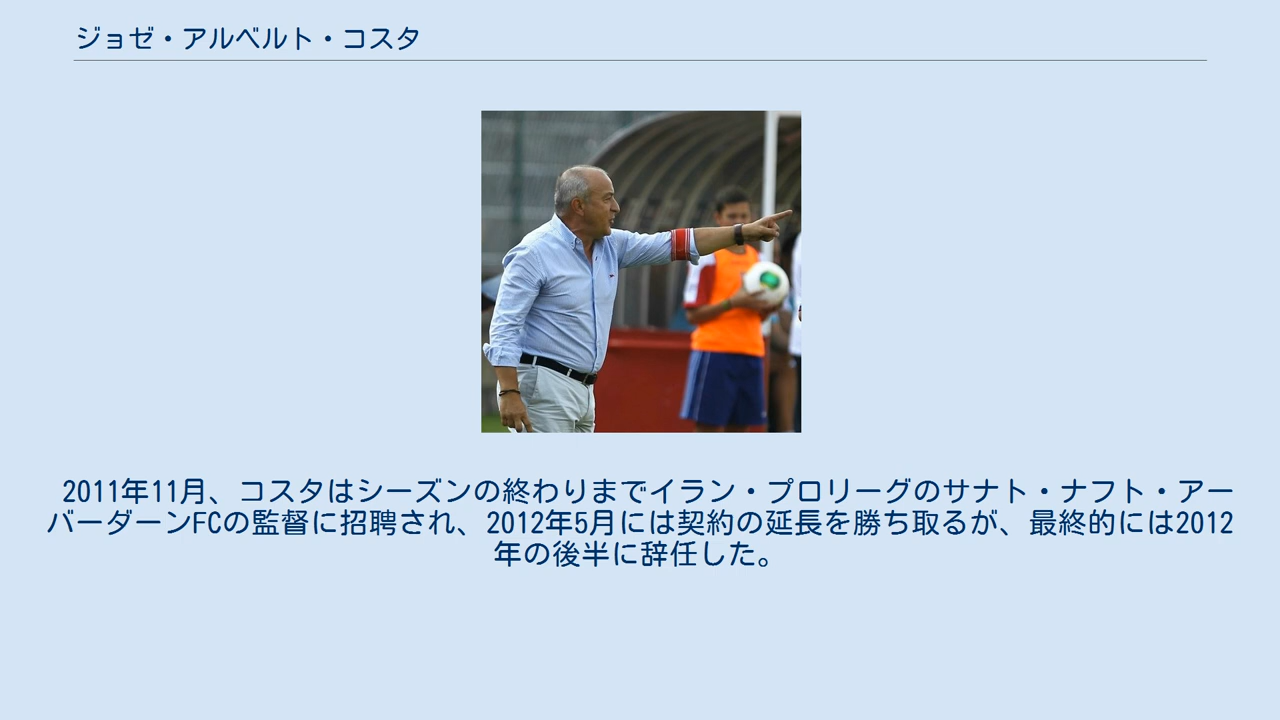 ジョゼ・アルベルト・コスタ
2011年11月、コスタはシーズンの終わりまでイラン・プロリーグのサナト・ナフト・アー
バーダーンFCの監督に招聘され、2012年5月には契約の延長を勝ち取るが、最終的には2012
年の後半に辞任した。